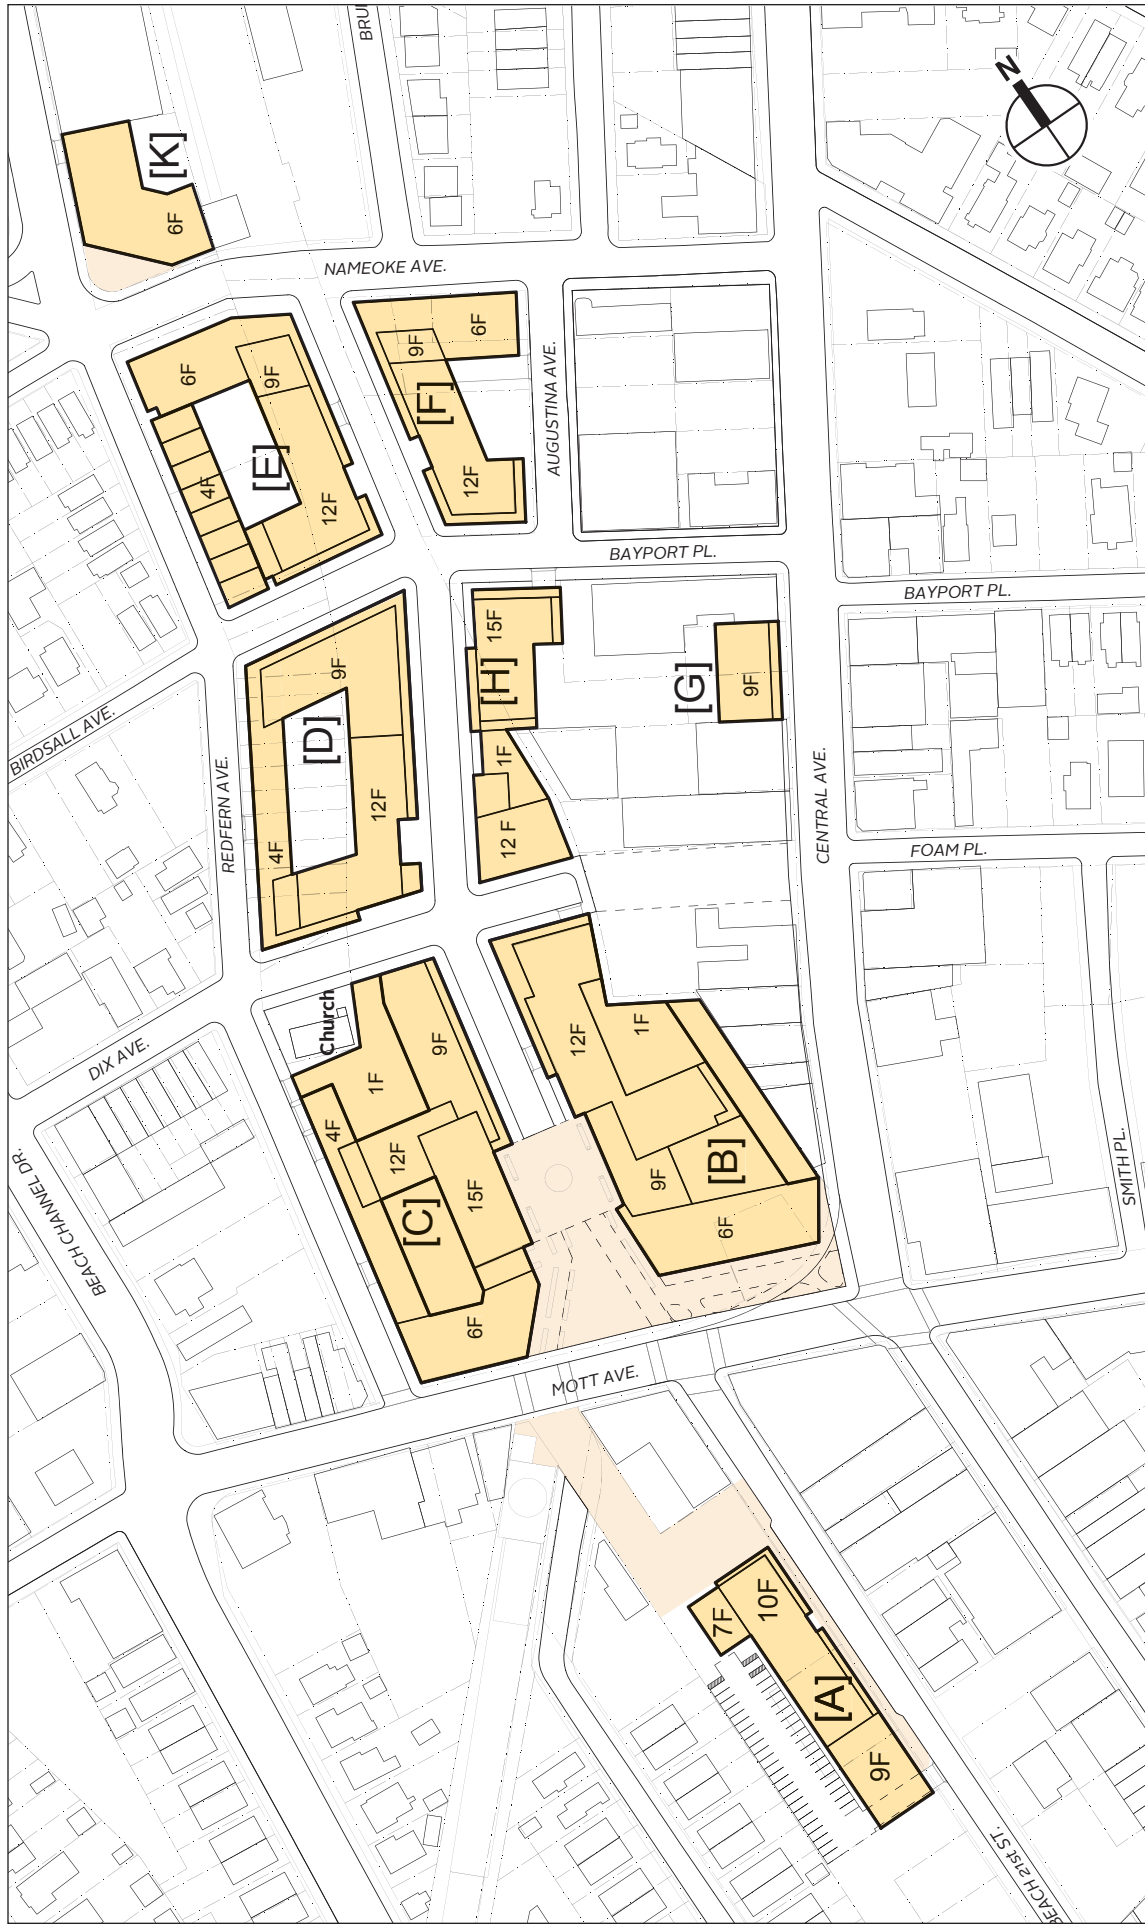 BRU
N
[K]
6F
NAMEOKE AVE.
6F
9F
6F
9F
[F]
[E]
4F
12F
12F
AUGUSTINA AVE.
BAYPORT PL.
BAYPORT PL.
15F
[H]
9F
[G]
9F
[D]
BIRDSALL AVE.
REDFERN AVE.
1F
12F
12 F
4F
CENTRAL AVE.
FOAM PL.
Church
DIX AVE.
12F
1F
9F
1F
4F
12F
15F
[C]
6F
9F
[B]
6F
BEACH CHANNEL DR.
SMITH PL.
MOTT AVE.
7F
10F
[A]
9F
BEACH 21st ST.